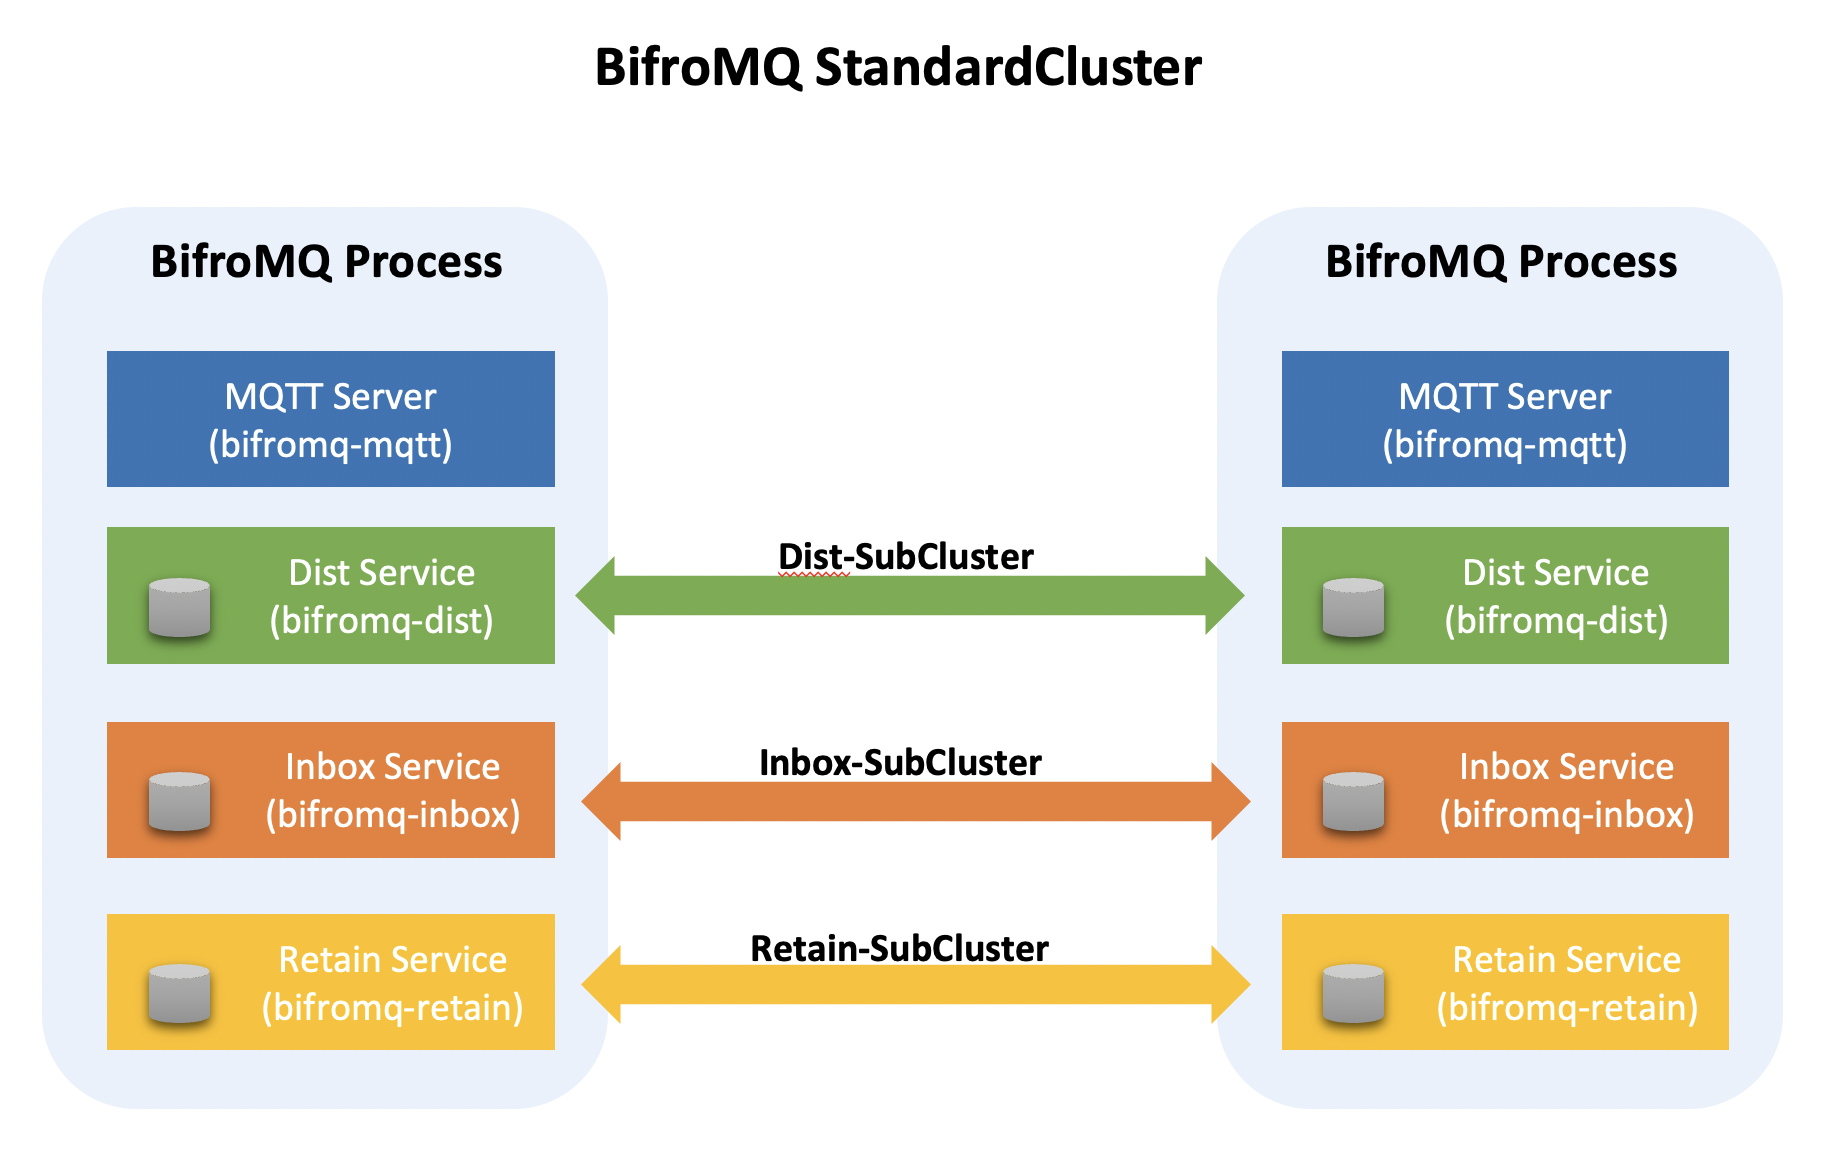 BifroMQ StandardCluster
BifroMQ Process
MQTT Server
(bifromq-mqtt)
Dist Service
(bifromq-dist)
Inbox Service
(bifromq-inbox)
Retain Service
(bifromq-retain)
Dist-SubCluster
Inbox-SubCluster
Retain-SubCluster
BifroMQ Process
MQTT Server
(bifromq-mqtt)
Dist Service
(bifromq-dist)
Inbox Service
(bifromq-inbox)
Retain Service
(bifromq-retain)